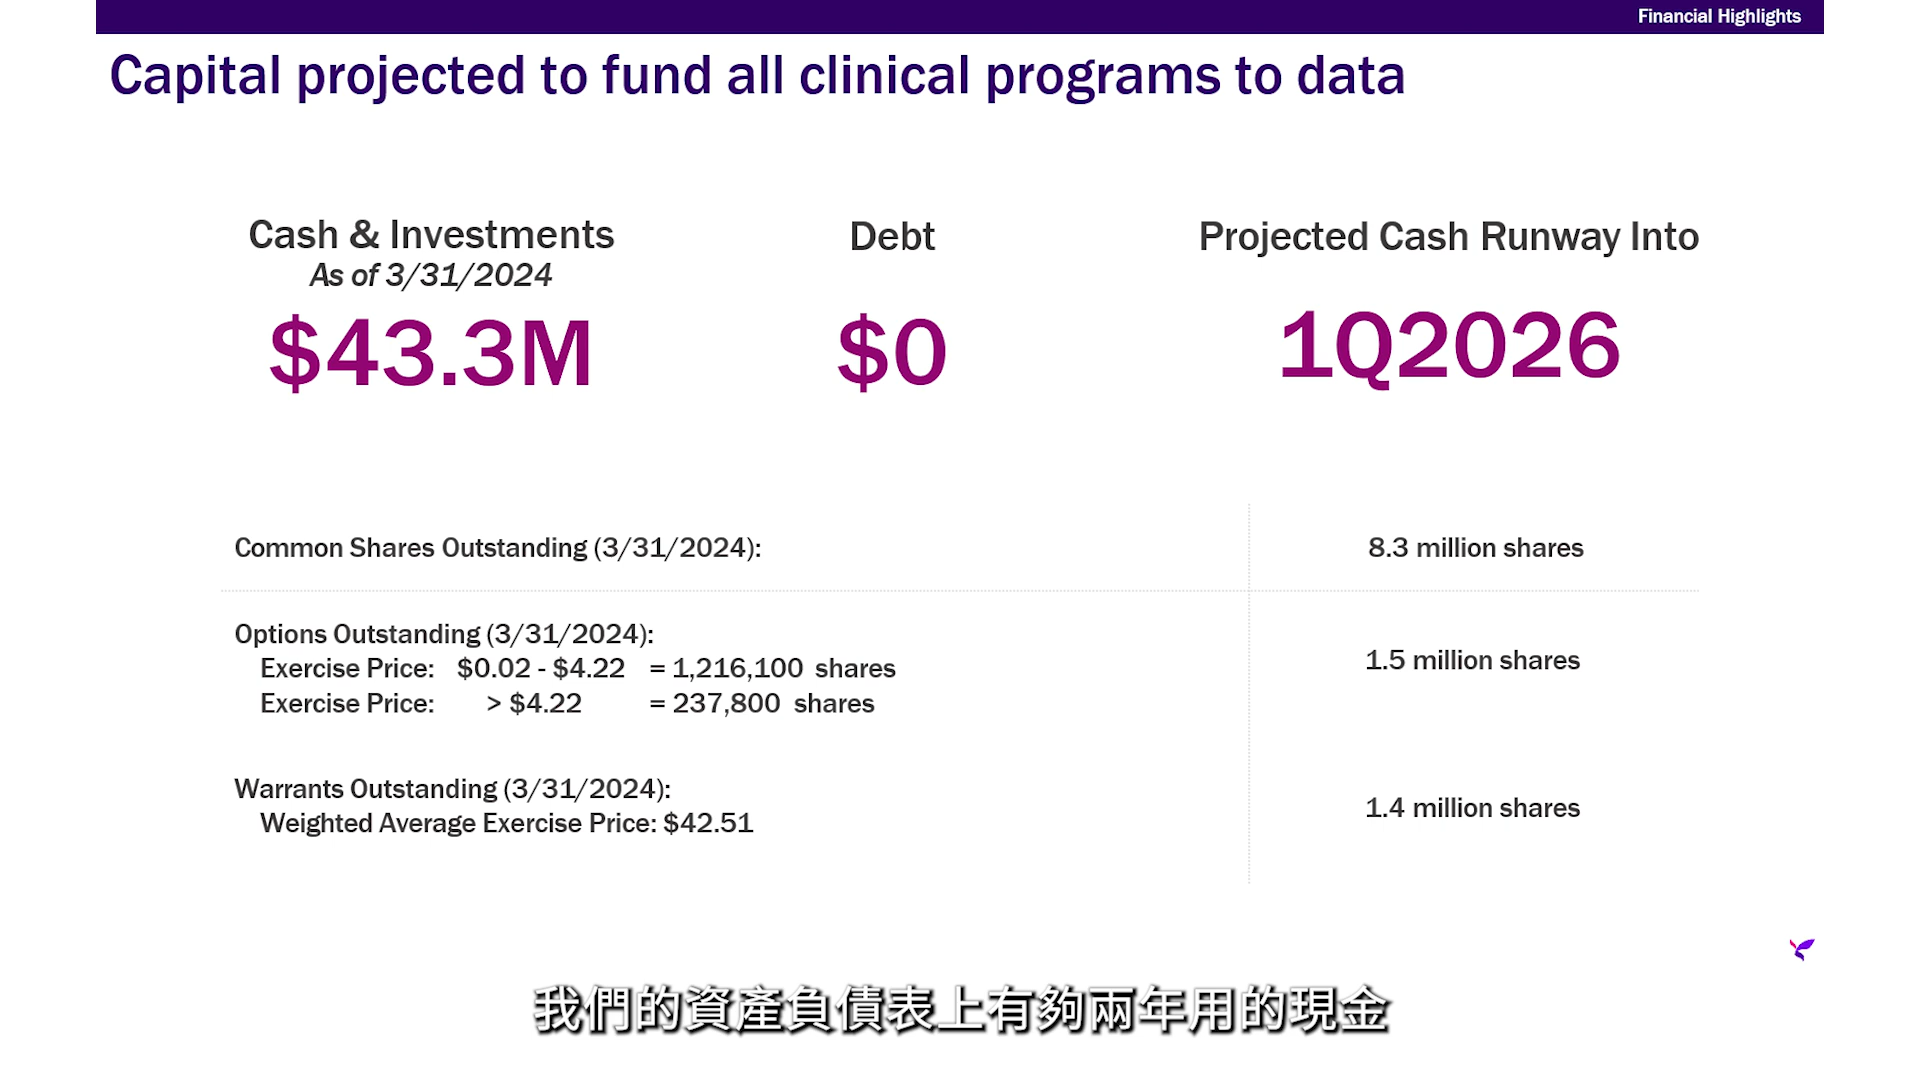 Financial Highlights
Capital projected to fund all clinical programs to data
Cash & Investments
As of 3/31/2024
$43.3M
Debt
$0
Projected Cash Runway Into
1Q2026
Common Shares Outstanding (3/31/2024):
8.3 million shares
Options Outstanding (3/31/2024):
Exercise Price: $0.02 - $4.22 = 1,216,100 shares
Exercise Price: > $4.22 = 237,800 shares
1.5 million shares
Warrants Outstanding (3/31/2024):
Weighted Average Exercise Price: $42.51
1.4 million shares
我們的資產負債表上有夠兩年用的現金